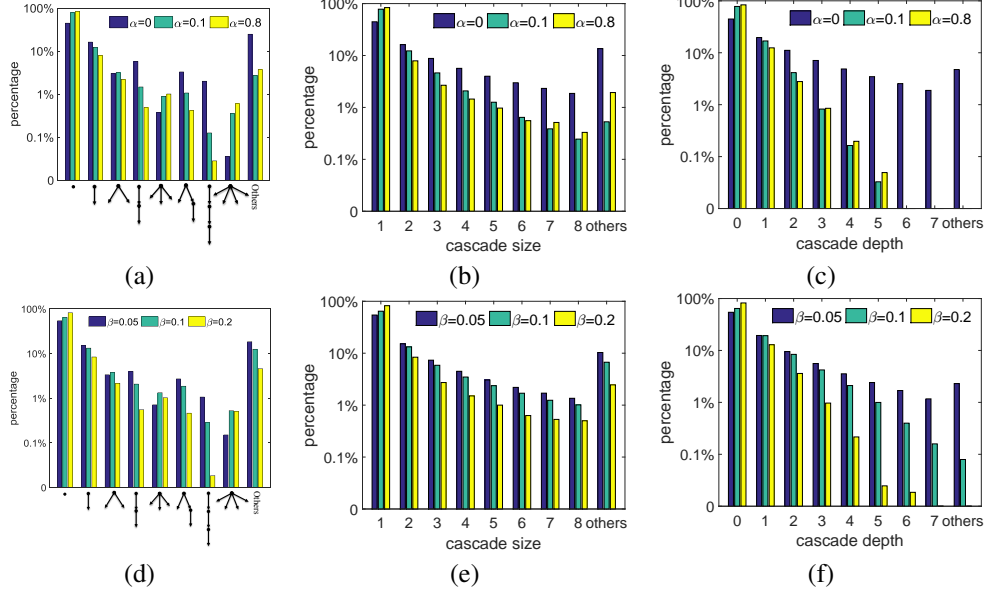 100%
10%
1%
0.1%
0
percentage
α=0 α=0.1 α=0.8
Others
(a)
100%
10%
1%
0.1%
0
percentage
α=0 α=0.1 α=0.8
1 2 3 4 5 6 7 8 others
cascade size
(b)
100%
10%
1%
0.1%
0
percentage
α=0 α=0.1 α=0.8
0 1 2 3 4 5 6 7 others
cascade depth
(c)
100%
10%
1%
0.1%
0
percentage
β=0.05 β=0.1 β=0.2
Others
(d)
100%
10%
1%
0.1%
0
percentage
β=0.05 β=0.1 β=0.2
1 2 3 4 5 6 7 8 others
cascade size
(e)
100%
10%
1%
0.1%
0
percentage
β=0.05 β=0.1 β=0.2
0 1 2 3 4 5 6 7 others
cascade depth
(f)